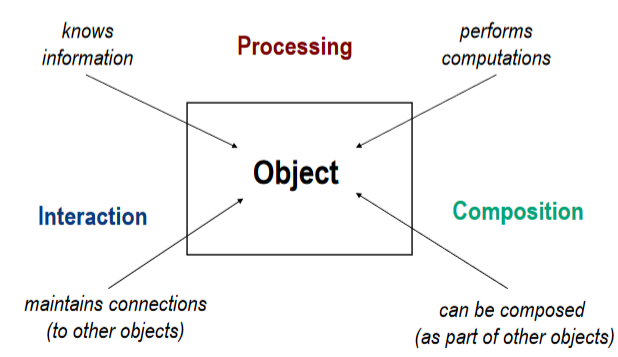 knows
information
Processing
performs
computations
Object
Interaction
Composition
maintains connections
(to other objects)
can be composed
(as part of other objects)